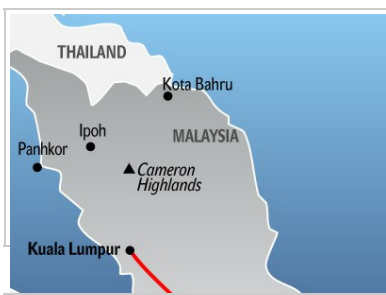 THAILAND
Kota Bahru
Ipoh
MALAYSIA
Panhkor
Cameron
Highlands
Kuala Lumpur